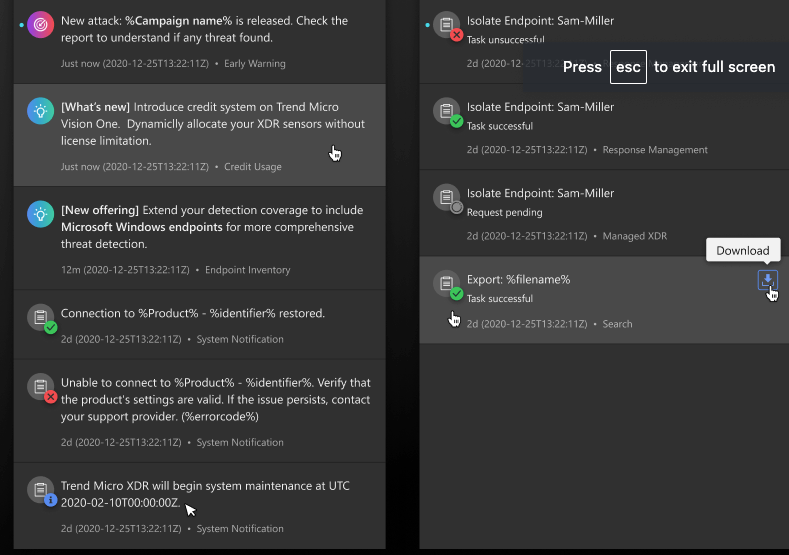 New attack: %Campaign name% is released. Check the
report to understand if any threat found.
Just now (2020-12-25T13:22:11Z) • Early Warning
[What's new] Introduce credit system on Trend Micro
Vision One. Dynamiclly allocate your XDR sensors without
license limitation.
Just now (2020-12-25T13:22:11Z) • Credit Usage
[New offering] Extend your detection coverage to include
Microsoft Windows endpoints for more comprehensive
threat detection.
12m (2020-12-25T13:22:11Z) • Endpoint Inventory
Connection to %Product% - %identifier% restored.
2d (2020-12-25T13:22:11Z) • System Notification
Unable to connect to %Product% - %identifier%. Verify that
the product's settings are valid. If the issue persists, contact
your support provider. (%errorcode%)
2d (2020-12-25T13:22:11Z) • System Notification
Trend Micro XDR will begin system maintenance at UTC
2020-02-10T00:00:00Z.
2d (2020-12-25T13:22:11Z) • System Notification
Isolate Endpoint: Sam-Miller
Task unsuccessful
2d (2020-12-25T13:22:11Z)
Press esc to exit full screen
Isolate Endpoint: Sam-Miller
Task successful
2d (2020-12-25T13:22:11Z) • Response Management
Isolate Endpoint: Sam-Miller
Request pending
2d (2020-12-25T13:22:11Z) • Managed XDR
Download
Export: %filename%
Task successful
2d (2020-12-25T13:22:11Z) • Search